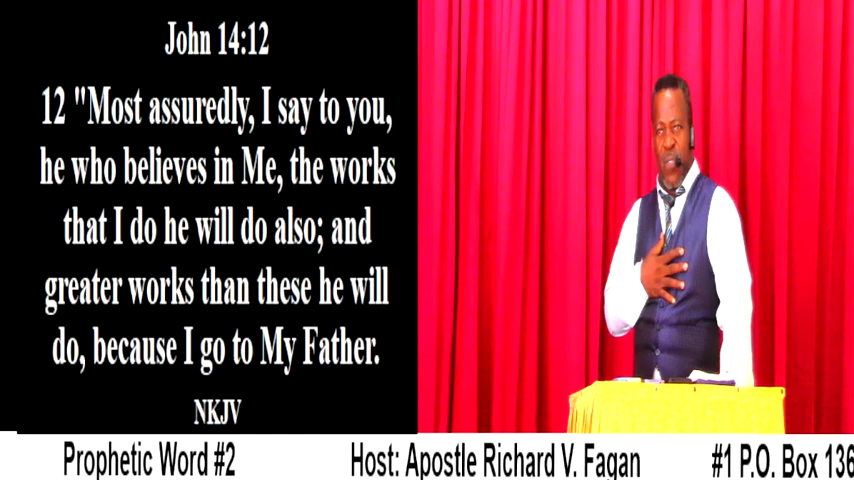 John 14:12
12 "Most assuredly, I say to you,
he who believes in Me, the works
that I do he will do also; and
greater works than these he will
do, because I go to My Father.
NKJV
Prophetic Word #2 Host: Apostle Richard V. Fagan #1 P.O. Box 136